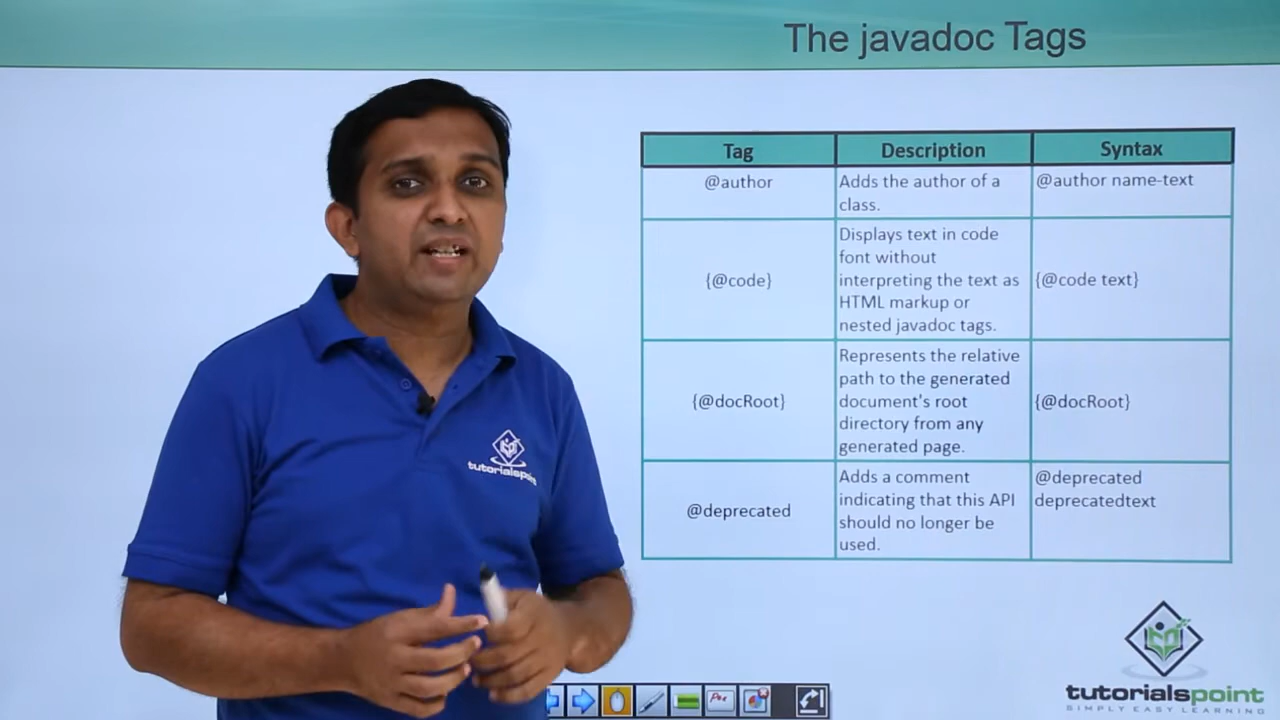 The javadoc Tags
Tag Description Syntax
@author
Adds the author of a
class.
@author name-text
{@code}
Displays text in code
font without
interpreting the text as
HTML markup or
nested javadoc tags.
{@code text}
{@docRoot}
Represents the relative
path to the generated
document's root
directory from any
generated page.
{@docRoot}
@deprecated
Adds a comment
indicating that this API
should no longer be
used.
@deprecated
deprecatedtext
tutorialspoint
tutorialspoint
SIMPLY EASY LEARNING